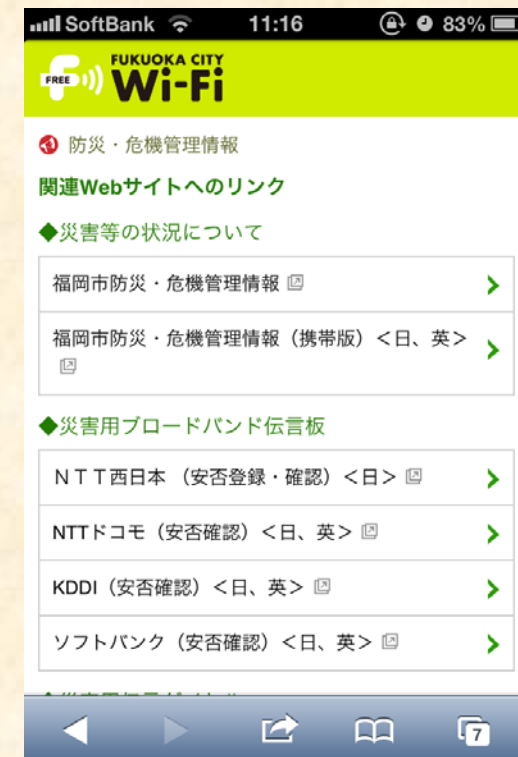 SoftBank 11:16 83%
FREE FUKUOKA CITY
Wi-Fi
防災・危機管理情報
関連Webサイトへのリンク
◆災害等の状況について
福岡市防災・危機管理情報
福岡市防災・危機管理情報（携帯版）＜日、英＞
◆災害用ブロードバンド伝言板
ＮＴＴ西日本 （安否登録・確認）＜日＞
NTTドコモ（安否確認）＜日、英＞
KDDI（安否確認）＜日、英＞
ソフトバンク（安否確認）＜日、英＞
7